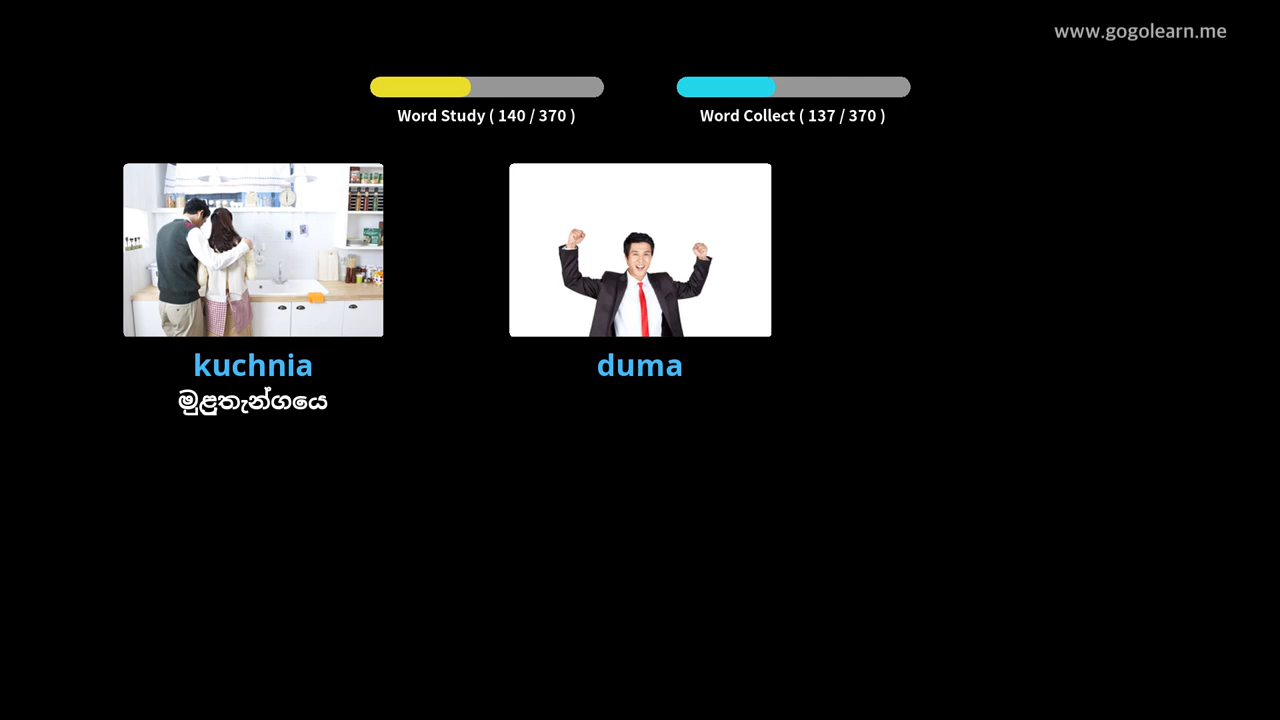 www.gogolearn.me
Word Study ( 140 / 370 )
Word Collect ( 137 / 370 )
kuchnia
මුළුතැන්ගයෙ
duma